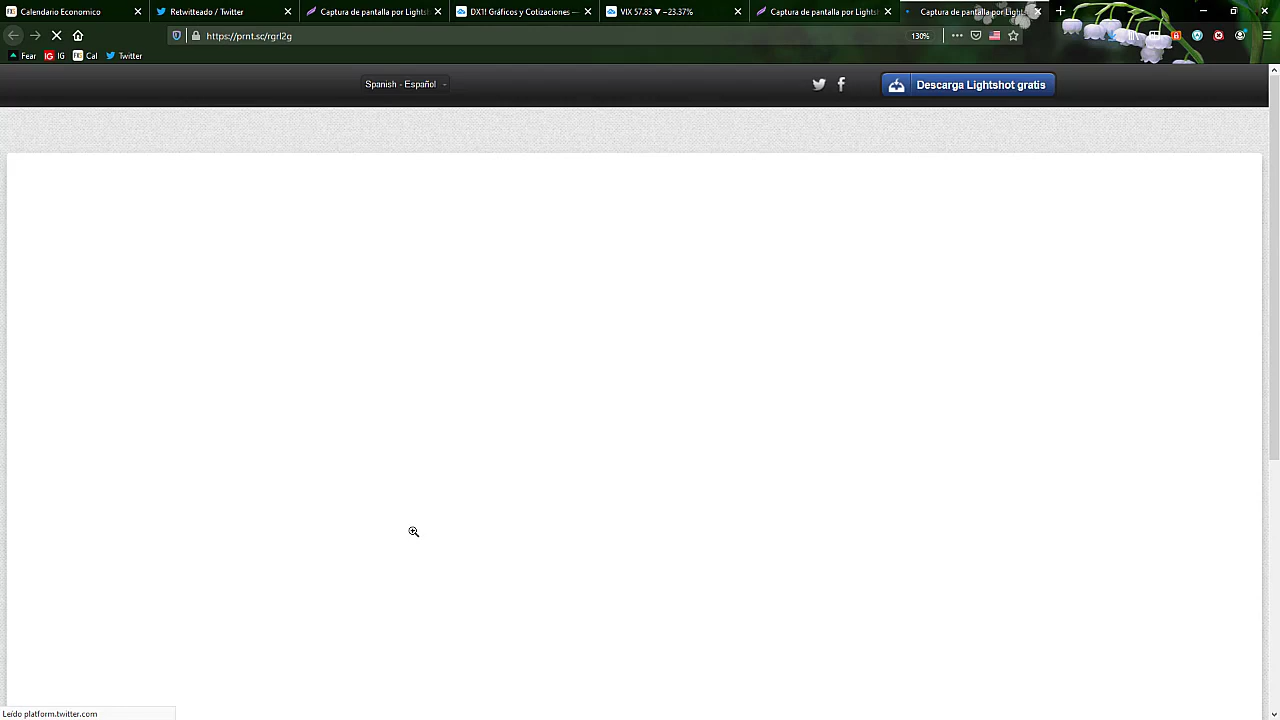 Calendario Economico
Retwitteado / Twitter
Captura de pantalla por Lightsh
DX1! Gráficos y Cotizaciones —
VIX 57.83 ▼ −23.37%
Captura de pantalla por Lightsh
Captura de pantalla por Lights
https://prnt.sc/rgrl2g
130%
Fear
IG
Cal
Twitter
Spanish - Español
Descarga Lightshot gratis
Leído platform.twitter.com